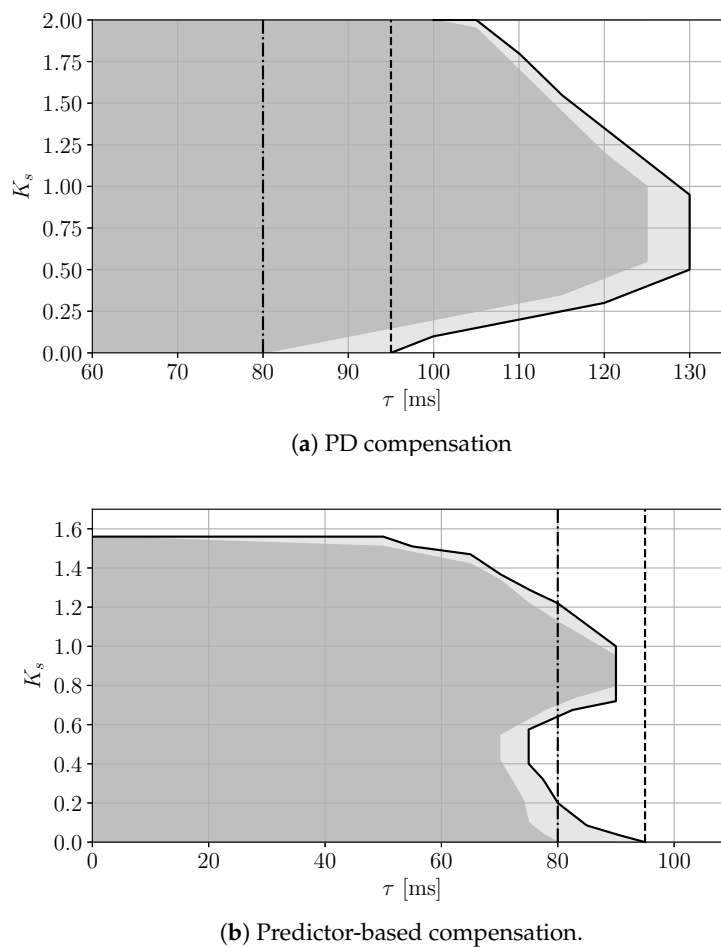 2.00
1.75
1.50
1.25
1.00
0.75
0.50
0.25
0.00
K_s
60 70 80 90 100 110 120 130
τ [ms]
(a) PD compensation
1.6
1.4
1.2
1.0
0.8
0.6
0.4
0.2
0.0
K_s
0 20 40 60 80 100
τ [ms]
(b) Predictor-based compensation.